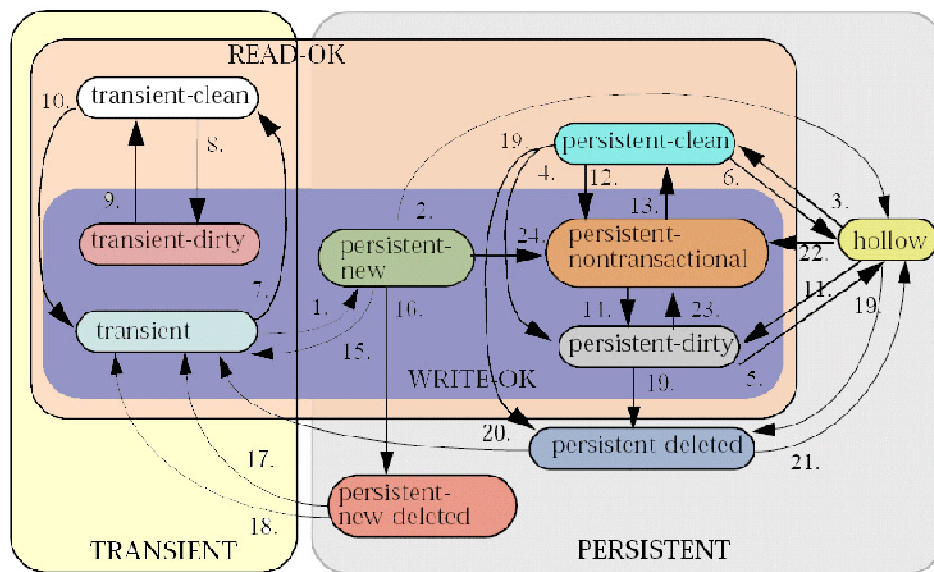 READ-OK
10.
transient-clean
8.
9.
transient-dirty
7.
transient
1.
15.
2.
persistent-
new
16.
24.
19.
persistent-clean
4.
12.
13.
6.
3.
persistent-
nontransactional
22.
hollow
14.
23.
11.
19.
persistent-dirty
5.
WRITE-OK
19.
20.
persistent-deleted
21.
17.
18.
persistent-
new deleted
TRANSIENT
PERSISTENT